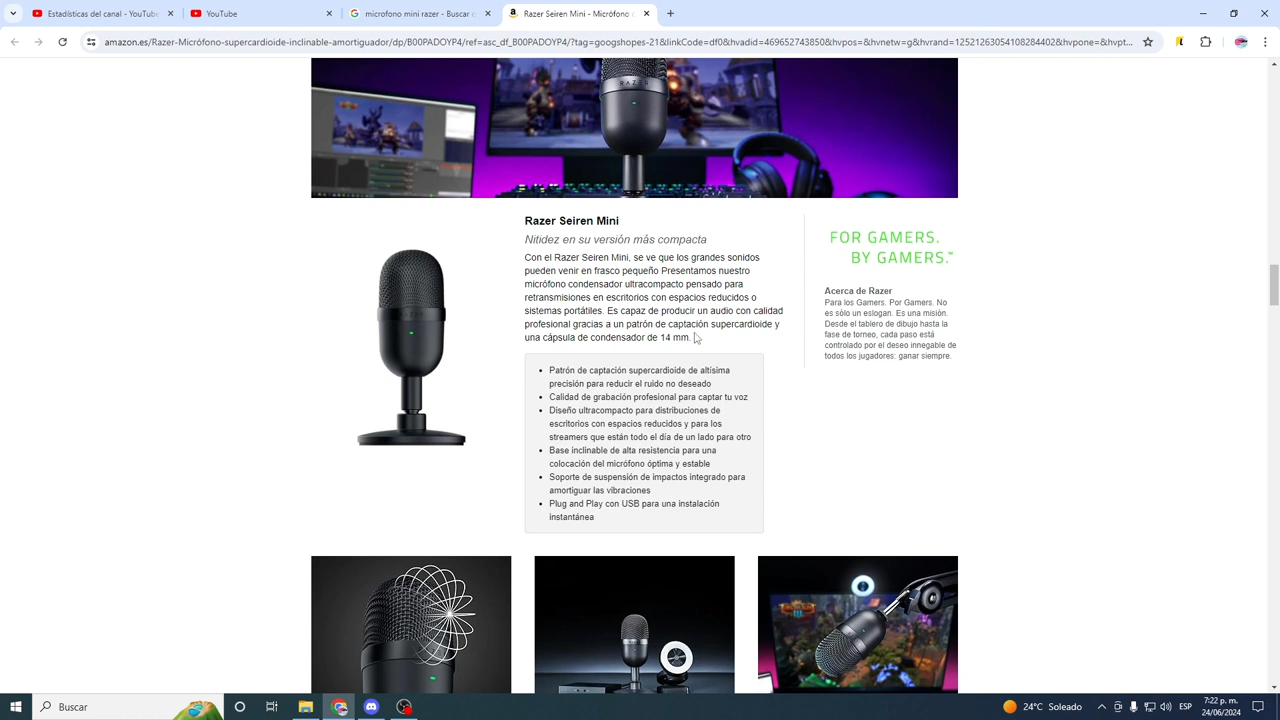 Estadísticas del canal - YouTube
YouTube
microfono mini razer - Buscar c
Razer Seiren Mini - Micrófono c
amazon.es/Razer-Micrófono-supercardioide-inclinable-amortiguador/dp/B00PADOYP4/ref=asc_df_B00PADOYP4/?tag=googshopes-21&linkCode=df0&hvadid=469652743850&hvpos=&hvnetw=g&hvrand=12521263054108284402&hvpone=&hvpt...
RAZER
Razer Seiren Mini
Nitidez en su versión más compacta
Con el Razer Seiren Mini, se ve que los grandes sonidos
pueden venir en frasco pequeño Presentamos nuestro
micrófono condensador ultracompacto pensado para
retransmisiones en escritorios con espacios reducidos o
sistemas portátiles. Es capaz de producir un audio con calidad
profesional gracias a un patrón de captación supercardioide y
una cápsula de condensador de 14 mm.
Patrón de captación supercardioide de altísima
precisión para reducir el ruido no deseado
Calidad de grabación profesional para captar tu voz
Diseño ultracompacto para distribuciones de
escritorios con espacios reducidos y para los
streamers que están todo el día de un lado para otro
Base inclinable de alta resistencia para una
colocación del micrófono óptima y estable
Soporte de suspensión de impactos integrado para
amortiguar las vibraciones
Plug and Play con USB para una instalación
instantánea
FOR GAMERS.
BY GAMERS.™
Acerca de Razer
Para los Gamers. Por Gamers. No
es sólo un eslogan. Es una misión.
Desde el tablero de dibujo hasta la
fase de torneo, cada paso está
controlado por el deseo innegable de
todos los jugadores: ganar siempre.
Buscar
24°C Soleado
ESP
7:22 p. m.
24/06/2024